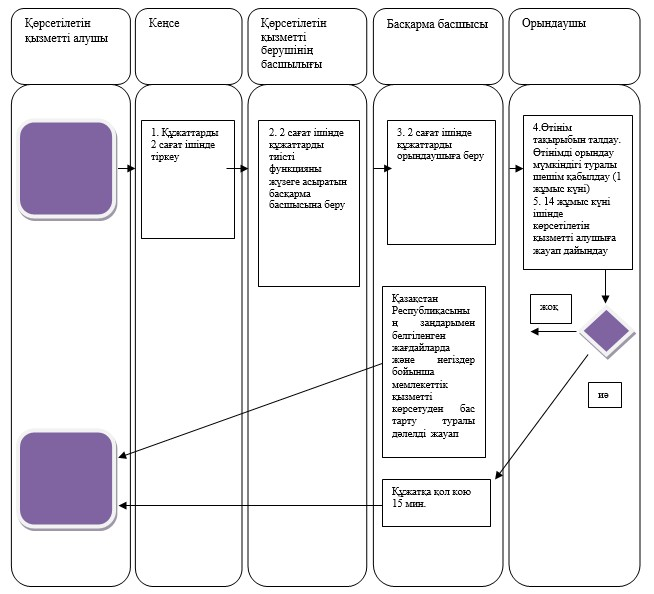 Көрсетілетін
қызметті алушы
Кеңсе
Көрсетілетін
қызметті
берушінің
басшылығы
Басқарма басшысы
Орындаушы
1. Құжаттарды
2 сағат ішінде
тіркеу
2. 2 сағат ішінде
құжаттарды
тиісті
функцияны
жүзеге асыратын
басқарма
басшысына беру
3. 2 сағат ішінде
құжаттарды
орындаушыға беру
4.Өтінім
тақырыбын талдау.
Өтінімді орындау
мүмкіндігі туралы
шешім қабылдау (1
жұмыс күні)
5. 14 жұмыс күні
ішінде
көрсетілетін
қызметті алушыға
жауап дайындау
Қазақстан
Республикасыны
ң заңдарымен
белгіленген
жағдайларда
және негіздер
бойынша
мемлекеттік
қызметті
көрсетуден бас
тарту туралы
дәлелді жауап
жоқ
иә
Құжатқа қол қою
15 мин.